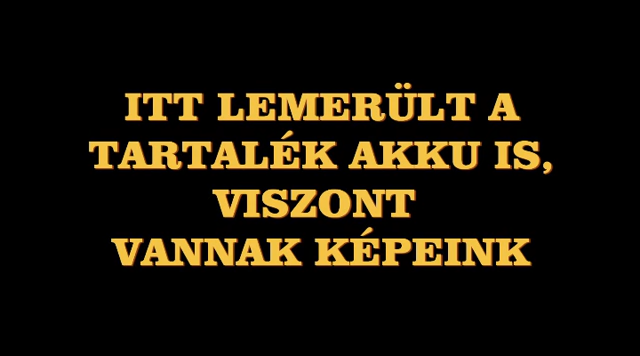 ITT LEMERÜLT A
TARTALÉK AKKU IS,
VISZONT
VANNAK KÉPEINK